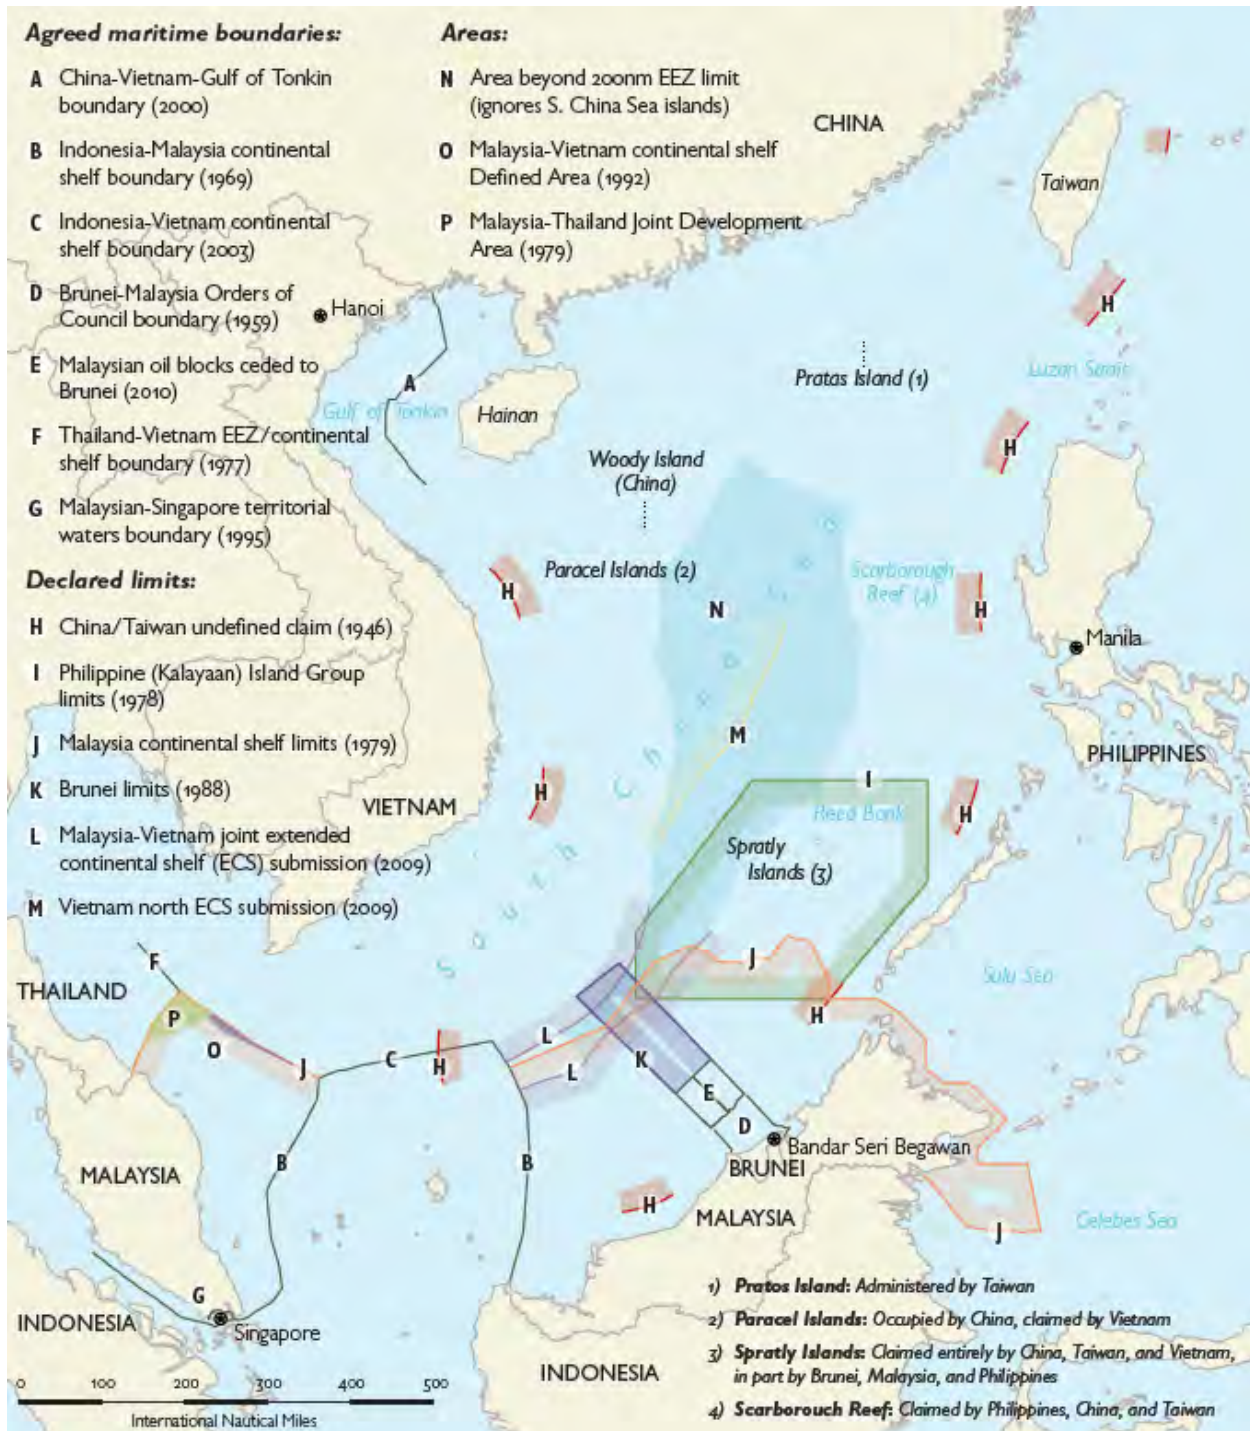 Agreed maritime boundaries:
A China-Vietnam-Gulf of Tonkin
boundary (2000)
B Indonesia-Malaysia continental
shelf boundary (1969)
C Indonesia-Vietnam continental
shelf boundary (2003)
D Brunei-Malaysia Orders of
Council boundary (1959)
E Malaysian oil blocks ceded to
Brunei (2010)
F Thailand-Vietnam EEZ/continental
shelf boundary (1977)
G Malaysian-Singapore territorial
waters boundary (1995)
Declared limits:
H China/Taiwan undefined claim (1946)
I Philippine (Kalayaan) Island Group
limits (1978)
J Malaysia continental shelf limits (1979)
K Brunei limits (1988)
L Malaysia-Vietnam joint extended
continental shelf (ECS) submission (2009)
M Vietnam north ECS submission (2009)
Areas:
N Area beyond 200nm EEZ limit
(ignores S. China Sea islands)
O Malaysia-Vietnam continental shelf
Defined Area (1992)
P Malaysia-Thailand Joint Development
Area (1979)
CHINA
Taiwan
Hanoi
H
Luzon Strait
Pratas Island (1)
A
Gulf of Tonkin
Hainan
H
Woody Island
(China)
Paracel Islands (2)
Scarborough
Reef (4)
H
N
H
Manila
M
PHILIPPINES
South China Sea
H
VIETNAM
I
Reed Bank
H
Spratly
Islands (3)
F
THAILAND
J
Sulu Sea
P
O
J
C
H
L
L
K
H
E
D
Bandar Seri Begawan
BRUNEI
MALAYSIA
B
B
H
MALAYSIA
J
Celebes Sea
G
Singapore
INDONESIA
INDONESIA
0 100 200 300 400 500
International Nautical Miles
1) Pratos Island: Administered by Taiwan
2) Paracel Islands: Occupied by China, claimed by Vietnam
3) Spratly Islands: Claimed entirely by China, Taiwan, and Vietnam,
in part by Brunei, Malaysia, and Philippines
4) Scarborouch Reef: Claimed by Philippines, China, and Taiwan